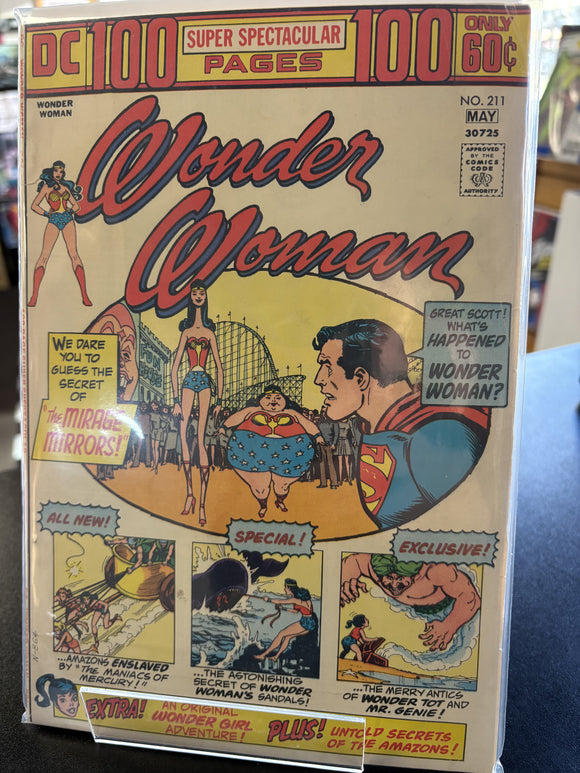 DC 100 SUPER SPECTACULAR PAGES 100 ONLY 60¢
WONDER
WOMAN
NO. 211
MAY
30725
APPROVED
BY THE
COMICS
CODE
AUTHORITY
Wonder
Woman
GREAT SCOTT!
WHAT'S
HAPPENED
TO
WONDER
WOMAN?
WE DARE
YOU TO
GUESS THE
SECRET
OF
"The MIRAGE
MIRRORS!"
FUN
ALL NEW!
SPECIAL!
EXCLUSIVE!
...AMAZONS ENSLAVED
BY "THE MANIACS OF
MERCURY!"
...THE ASTONISHING
SECRET OF WONDER
WOMAN'S SANDALS!
...THE MERRY ANTICS
OF WONDER TOT AND
MR. GENIE!
EXTRA!
AN ORIGINAL
WONDER GIRL
ADVENTURE!
PLUS!
UNTOLD SECRETS
OF THE AMAZONS!